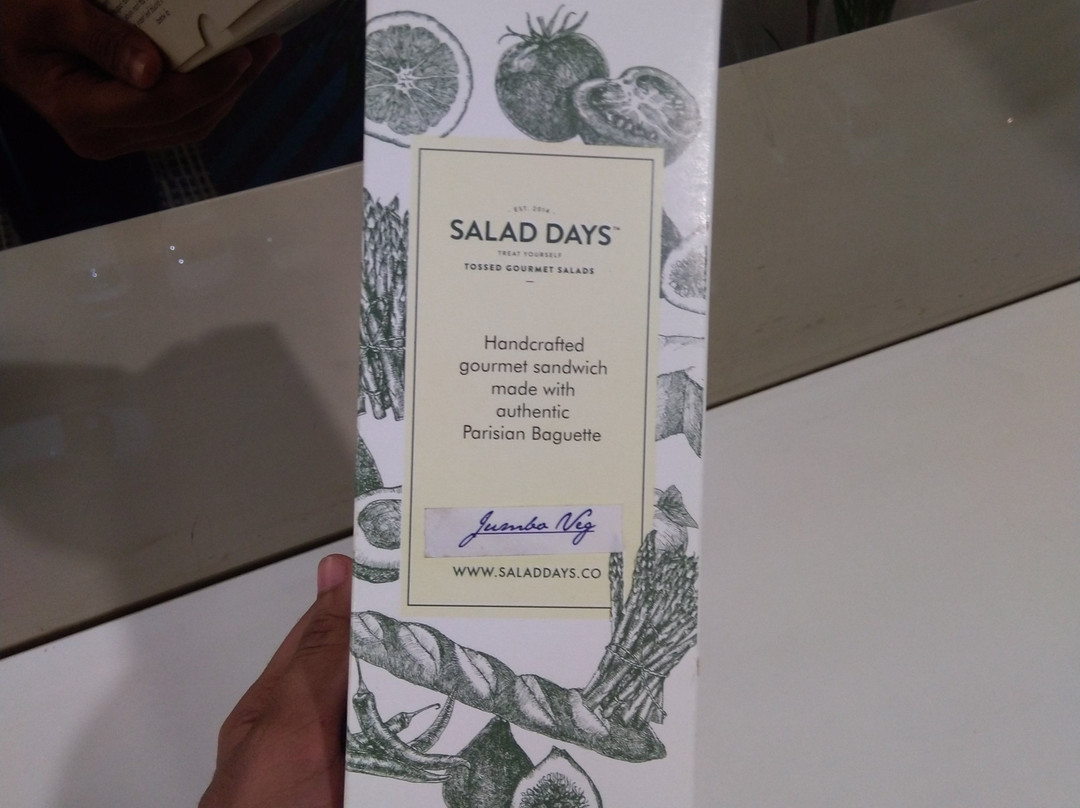 EST. 2014
SALAD DAYS™
TREAT YOURSELF
TOSSED GOURMET SALADS
Handcrafted
gourmet sandwich
made with
authentic
Parisian Baguette
Jumbo Veg
WWW.SALADDAYS.CO